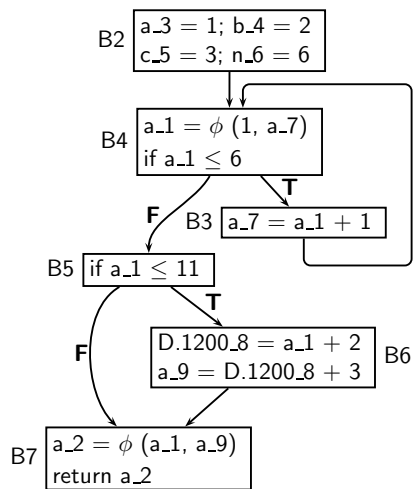 B2
a_3 = 1; b_4 = 2
c_5 = 3; n_6 = 6
B4
a_1 = ϕ (1, a_7)
if a_1 ≤ 6
F
T
B3
a_7 = a_1 + 1
B5
if a_1 ≤ 11
F
T
D.1200_8 = a_1 + 2
a_9 = D.1200_8 + 3
B6
B7
a_2 = ϕ (a_1, a_9)
return a_2